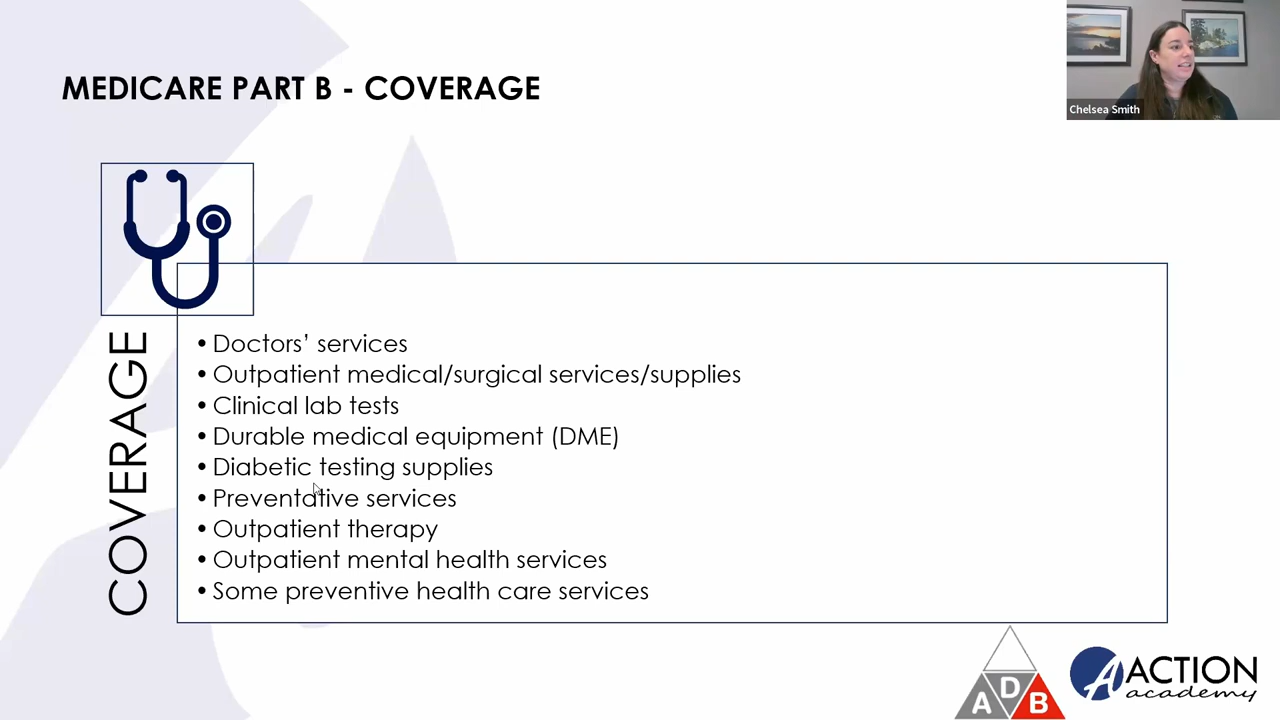 MEDICARE PART B - COVERAGE
Chelsea Smith
COVERAGE
• Doctors’ services
• Outpatient medical/surgical services/supplies
• Clinical lab tests
• Durable medical equipment (DME)
• Diabetic testing supplies
• Preventative services
• Outpatient therapy
• Outpatient mental health services
• Some preventive health care services
ADB
A ACTION
academy